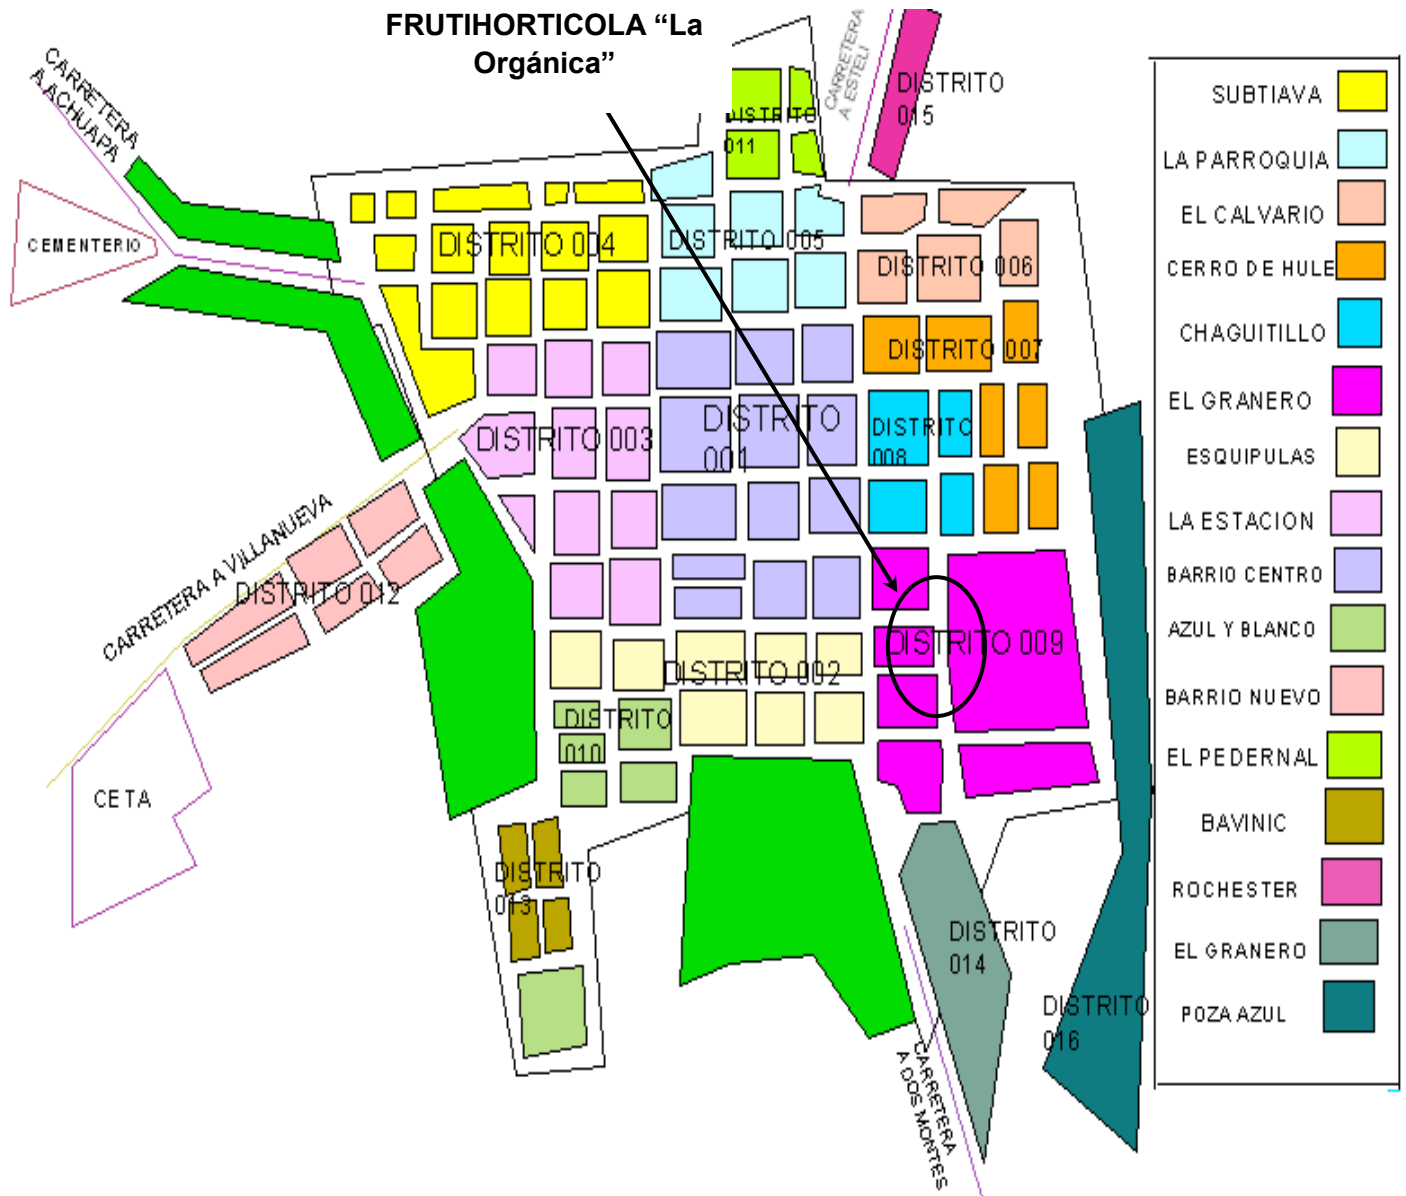 FRUTIHORTICOLA “La
Orgánica”
CARRETERA
A ACHUAPA
CARRETERA
A ESTELI
DISTRITO
015
DISTRITO
011
CEMENTERIO
DISTRITO 004
DISTRITO 005
DISTRITO 006
DISTRITO 007
DISTRITO 003
DISTRITO
001
DISTRITO
008
CARRETERA A VILLANUEVA
DISTRITO 012
DISTRITO 009
DISTRITO 002
DISTRITO
010
CETA
DISTRITO
013
DISTRITO
014
DISTRITO
016
CARRETERA
A DOS MONTES
SUBTIAVA
LA PARROQUIA
EL CALVARIO
CERRO DE HULE
CHAGUITILLO
EL GRANERO
ESQUIPULAS
LA ESTACION
BARRIO CENTRO
AZUL Y BLANCO
BARRIO NUEVO
EL PEDERNAL
BAVINIC
ROCHESTER
EL GRANERO
POZA AZUL